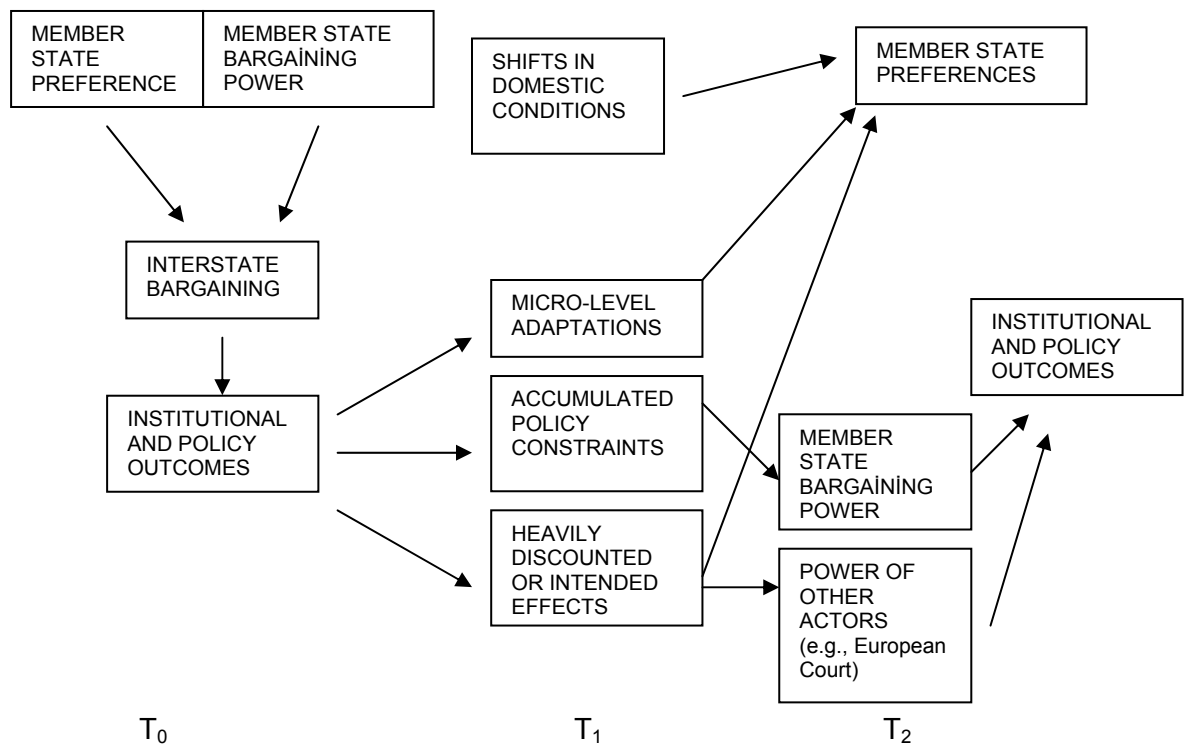 MEMBER
STATE
PREFERENCE
MEMBER STATE
BARGAİNİNG
POWER
INTERSTATE
BARGAINING
INSTITUTIONAL
AND POLICY
OUTCOMES
SHIFTS IN
DOMESTIC
CONDITIONS
MICRO-LEVEL
ADAPTATIONS
ACCUMULATED
POLICY
CONSTRAINTS
HEAVILY
DISCOUNTED
OR INTENDED
EFFECTS
MEMBER STATE
PREFERENCES
MEMBER
STATE
BARGAİNİNG
POWER
POWER OF
OTHER
ACTORS
(e.g., European
Court)
INSTITUTIONAL
AND POLICY
OUTCOMES
T₀
T₁
T₂